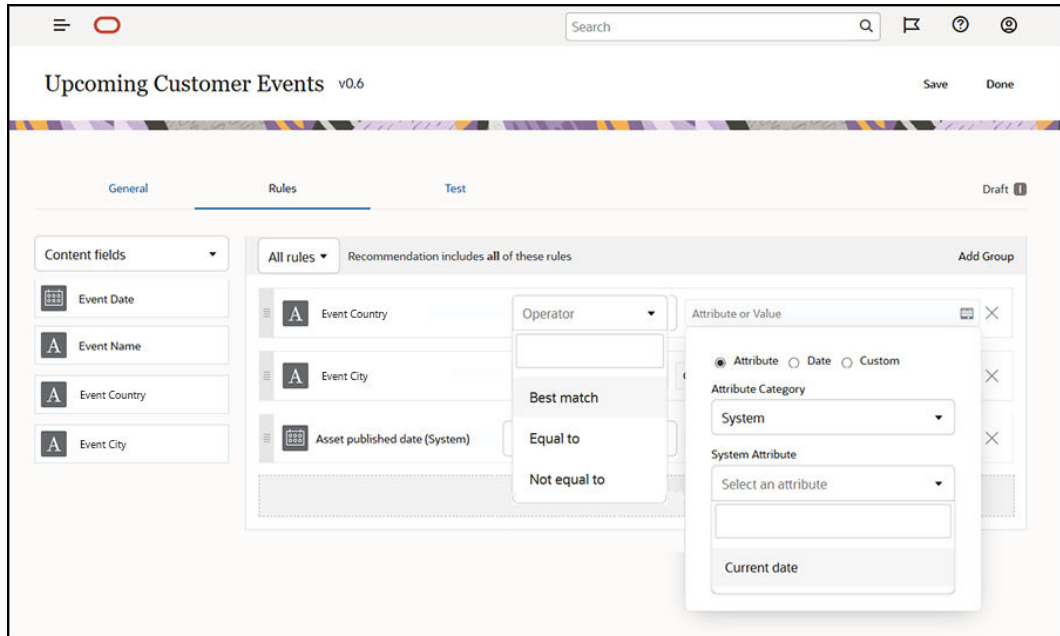 Search
Upcoming Customer Events v0.6
Save Done
General Rules Test Draft
Content fields
Event Date
Event Name
Event Country
Event City
All rules Recommendation includes all of these rules Add Group
A Event Country Operator Attribute or Value
A Event City
Asset published date (System)
Best match
Equal to
Not equal to
Attribute Date Custom
Attribute Category
System
System Attribute
Select an attribute
Current date